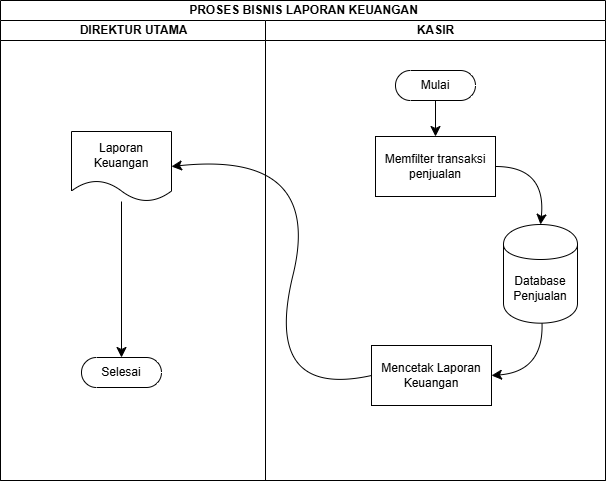 PROSES BISNIS LAPORAN KEUANGAN
DIREKTUR UTAMA
KASIR
Mulai
Memfilter transaksi
penjualan
Database
Penjualan
Mencetak Laporan
Keuangan
Laporan
Keuangan
Selesai